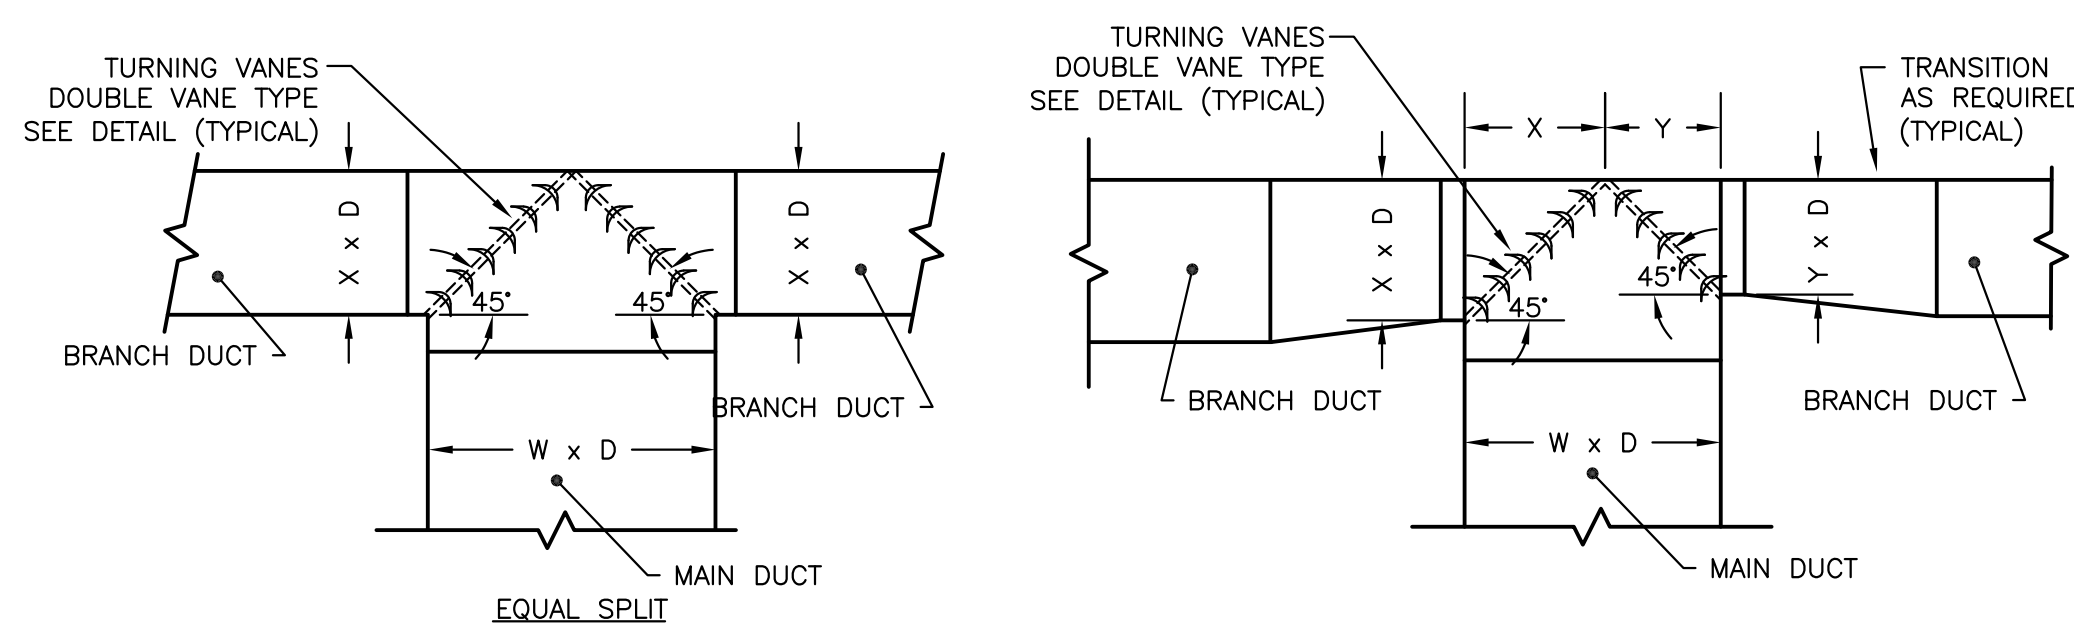 TURNING VANES
DOUBLE VANE TYPE
SEE DETAIL (TYPICAL)
X x D
X x D
45°
45°
BRANCH DUCT
BRANCH DUCT
W x D
MAIN DUCT
EQUAL SPLIT
TURNING VANES
DOUBLE VANE TYPE
SEE DETAIL (TYPICAL)
TRANSITION
AS REQUIRED
(TYPICAL)
X
Y
X x D
Y x D
45°
45°
BRANCH DUCT
BRANCH DUCT
W x D
MAIN DUCT